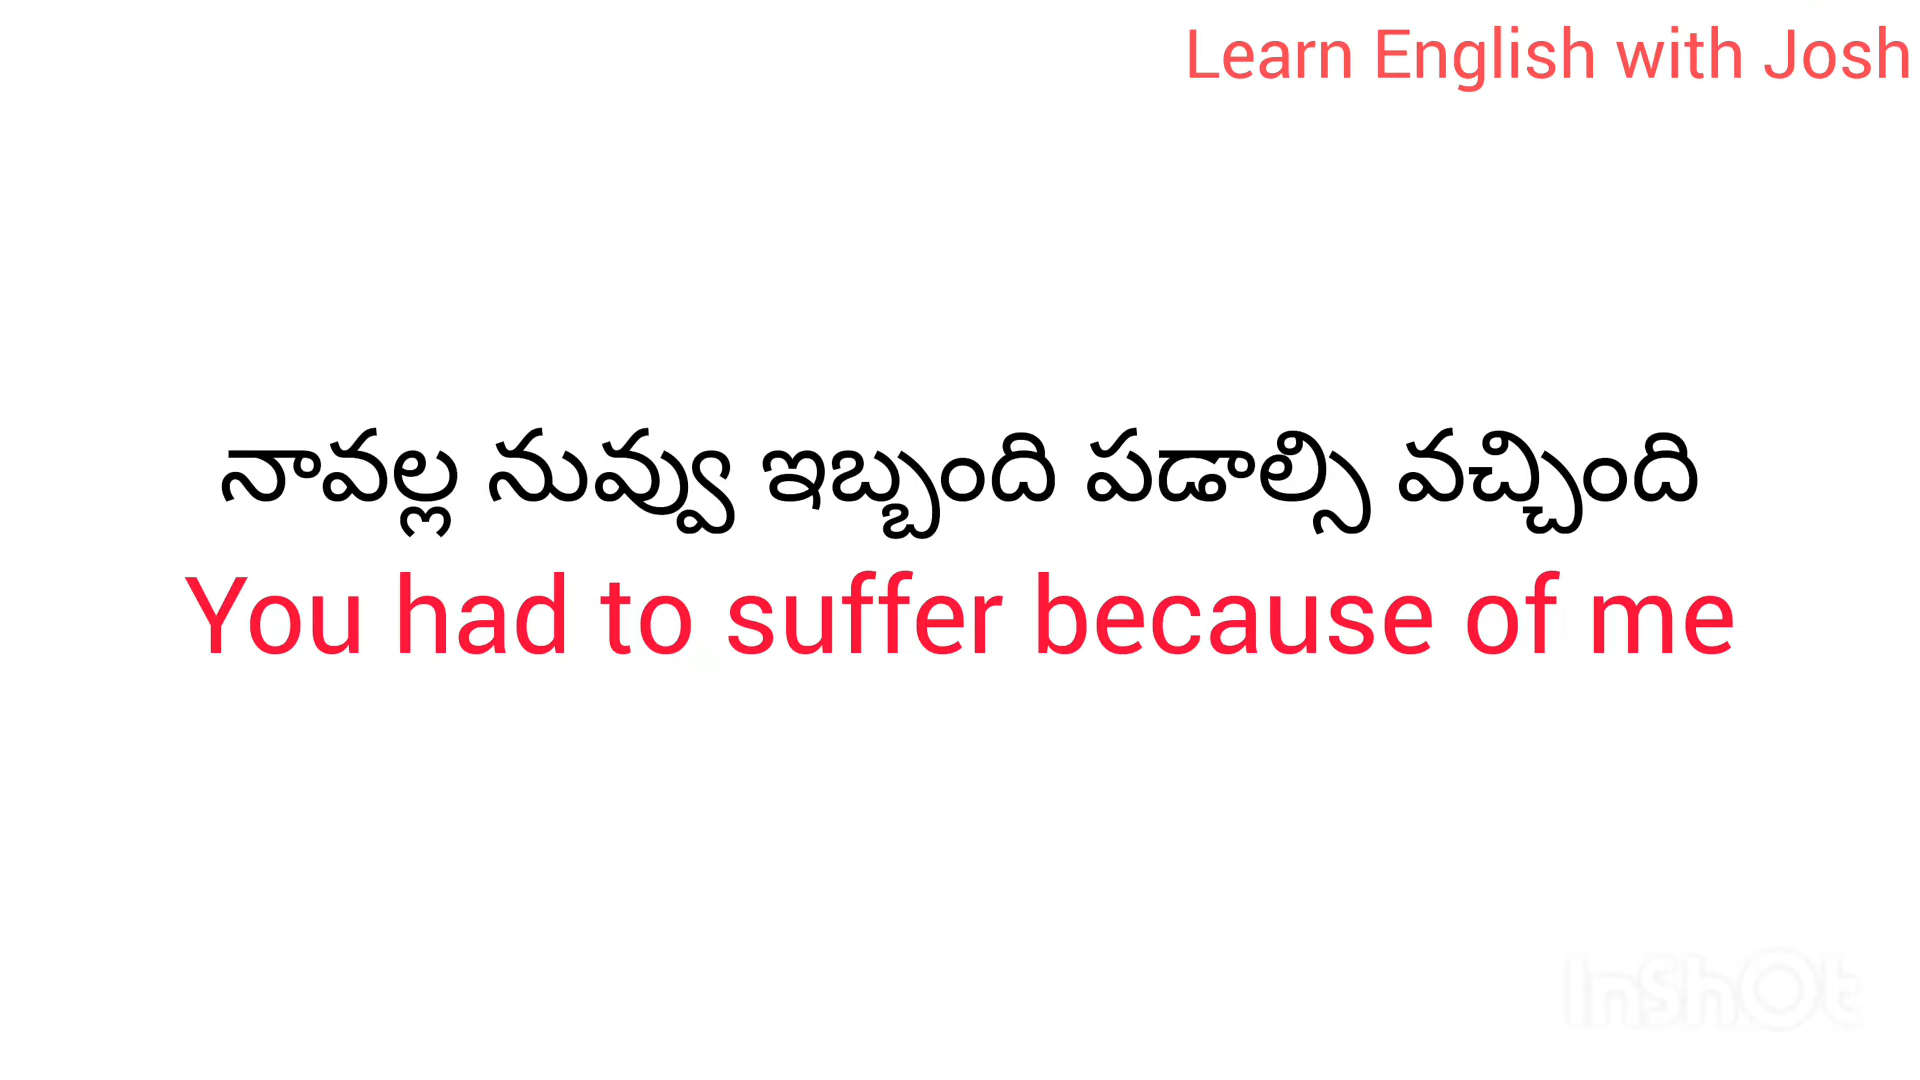 Learn English with Josh
నావల్ల నువ్వు ఇబ్బంది పడాల్సి వచ్చింది
You had to suffer because of me
InShOt